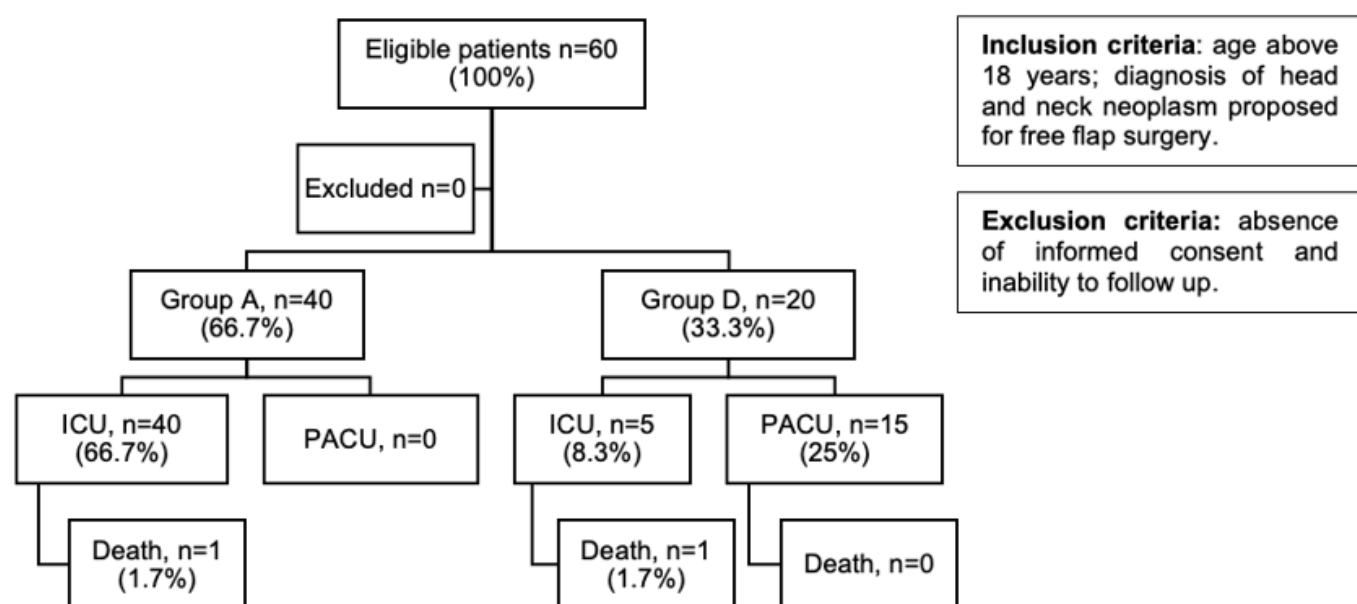 Eligible patients n=60
(100%)
Inclusion criteria: age above
18 years; diagnosis of head
and neck neoplasm proposed
for free flap surgery.
Excluded n=0
Exclusion criteria: absence
of informed consent and
inability to follow up.
Group A, n=40
(66.7%)
Group D, n=20
(33.3%)
ICU, n=40
(66.7%)
PACU, n=0
ICU, n=5
(8.3%)
PACU, n=15
(25%)
Death, n=1
(1.7%)
Death, n=1
(1.7%)
Death, n=0